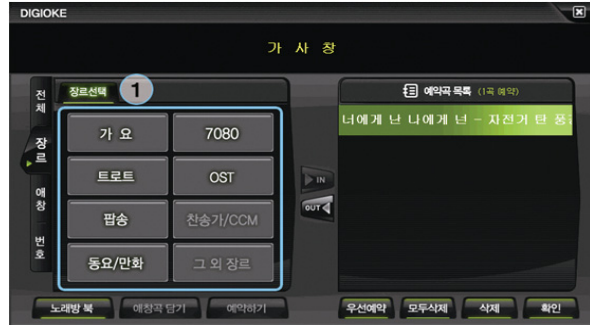 DIGIOKE
가 사 창
전체
장르
애창
번호
장르선택
1
가 요
7080
트로트
OST
팝송
찬송가/CCM
동요/만화
그 외 장르
IN
OUT
예약곡 목록 (1곡 예약)
너에게 난 나에게 넌 - 자전거 탄 풍
노래방 북
애창곡 담기
예약하기
우선예약
모두삭제
삭제
확인